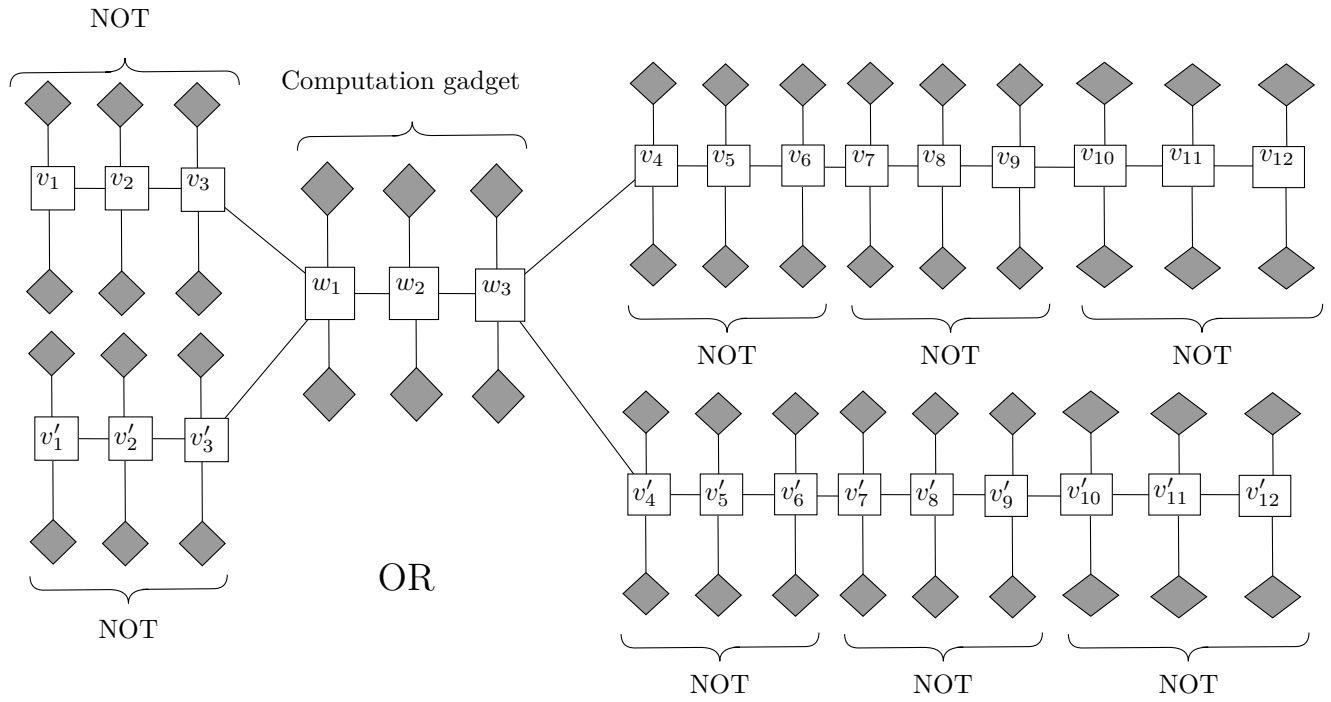 NOT
Computation gadget
v₁ v₂ v₃
v₄ v₅ v₆ v₇ v₈ v₉ v₁₀ v₁₁ v₁₂
w₁ w₂ w₃
NOT NOT NOT
v′₁ v′₂ v′₃
v′₄ v′₅ v′₆ v′₇ v′₈ v′₉ v′₁₀ v′₁₁ v′₁₂
OR
NOT
NOT NOT NOT